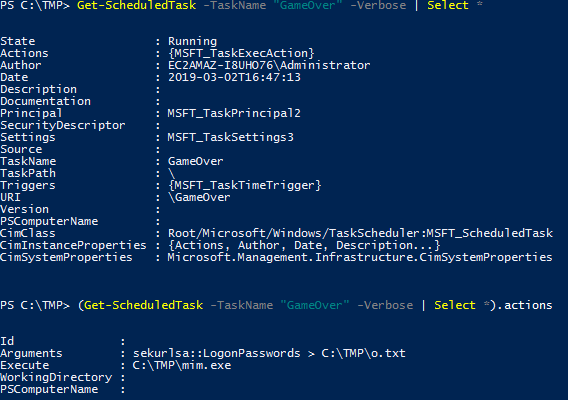 PS C:\TMP> Get-ScheduledTask -TaskName "GameOver" -Verbose | Select *
State : Running
Actions : {MSFT_TaskExecAction}
Author : EC2AMAZ-I8UHO76\Administrator
Date : 2019-03-02T16:47:13
Description :
Documentation :
Principal : MSFT_TaskPrincipal2
SecurityDescriptor :
Settings : MSFT_TaskSettings3
Source :
TaskName : GameOver
TaskPath : \
Triggers : {MSFT_TaskTimeTrigger}
URI : \GameOver
Version :
PSComputerName :
CimClass : Root/Microsoft/Windows/TaskScheduler:MSFT_ScheduledTask
CimInstanceProperties : {Actions, Author, Date, Description...}
CimSystemProperties : Microsoft.Management.Infrastructure.CimSystemProperties
PS C:\TMP> (Get-ScheduledTask -TaskName "GameOver" -Verbose | Select *).actions
Id :
Arguments : sekurlsa::LogonPasswords > C:\TMP\o.txt
Execute : C:\TMP\mim.exe
WorkingDirectory :
PSComputerName :